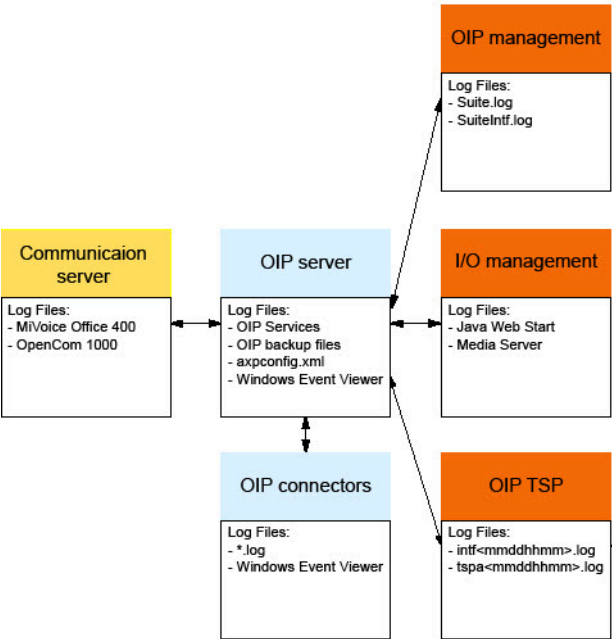 OIP management
Log Files:
- Suite.log
- SuiteIntf.log
Communicaion
server
Log Files:
- MiVoice Office 400
- OpenCom 1000
OIP server
Log Files:
- OIP Services
- OIP backup files
- axpconfig.xml
- Windows Event Viewer
I/O management
Log Files:
- Java Web Start
- Media Server
OIP connectors
Log Files:
- *.log
- Windows Event Viewer
OIP TSP
Log Files:
- intf<mmddhhmm>.log
- tspa<mmddhhmm>.log